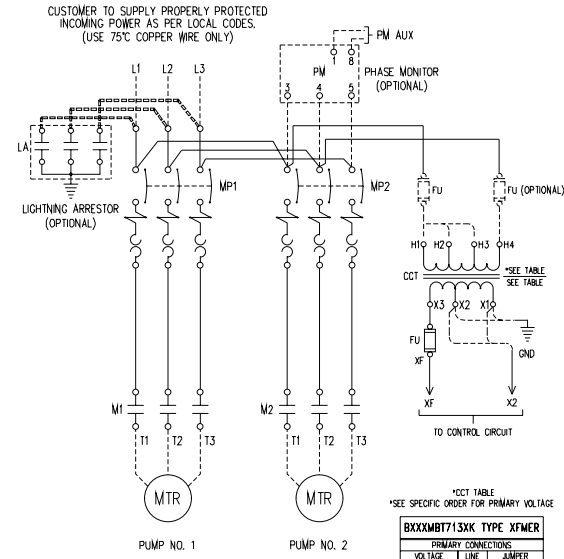 CUSTOMER TO SUPPLY PROPERLY PROTECTED
INCOMING POWER AS PER LOCAL CODES.
(USE 75°C COPPER WIRE ONLY)
PM AUX
1 8
L1 L2 L3
PM
PHASE MONITOR
(OPTIONAL)
3 4 5
LA
LIGHTNING ARRESTOR
(OPTIONAL)
MP1
MP2
FU
FU (OPTIONAL)
H1 H2 H3 H4
CCT
*SEE TABLE
SEE TABLE
X3 X2 X1
FU
XF
GND
XF
X2
TO CONTROL CIRCUIT
M1
M2
T1 T2 T3
T1 T2 T3
MTR
MTR
PUMP NO. 1
PUMP NO. 2
*CCT TABLE
*SEE SPECIFIC ORDER FOR PRIMARY VOLTAGE
BXXXMBT713XK TYPE XFMER
PRIMARY CONNECTIONS
VOLTAGE LINE JUMPER